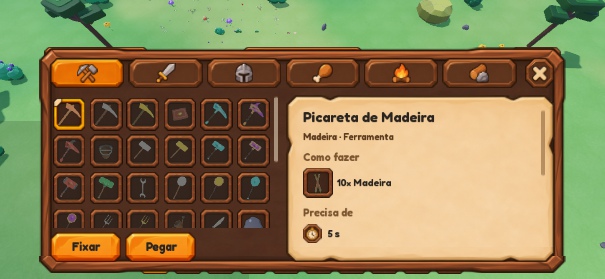 Picareta de Madeira
Madeira · Ferramenta
Como fazer
10x Madeira
Precisa de
5 s
Fixar
Pegar